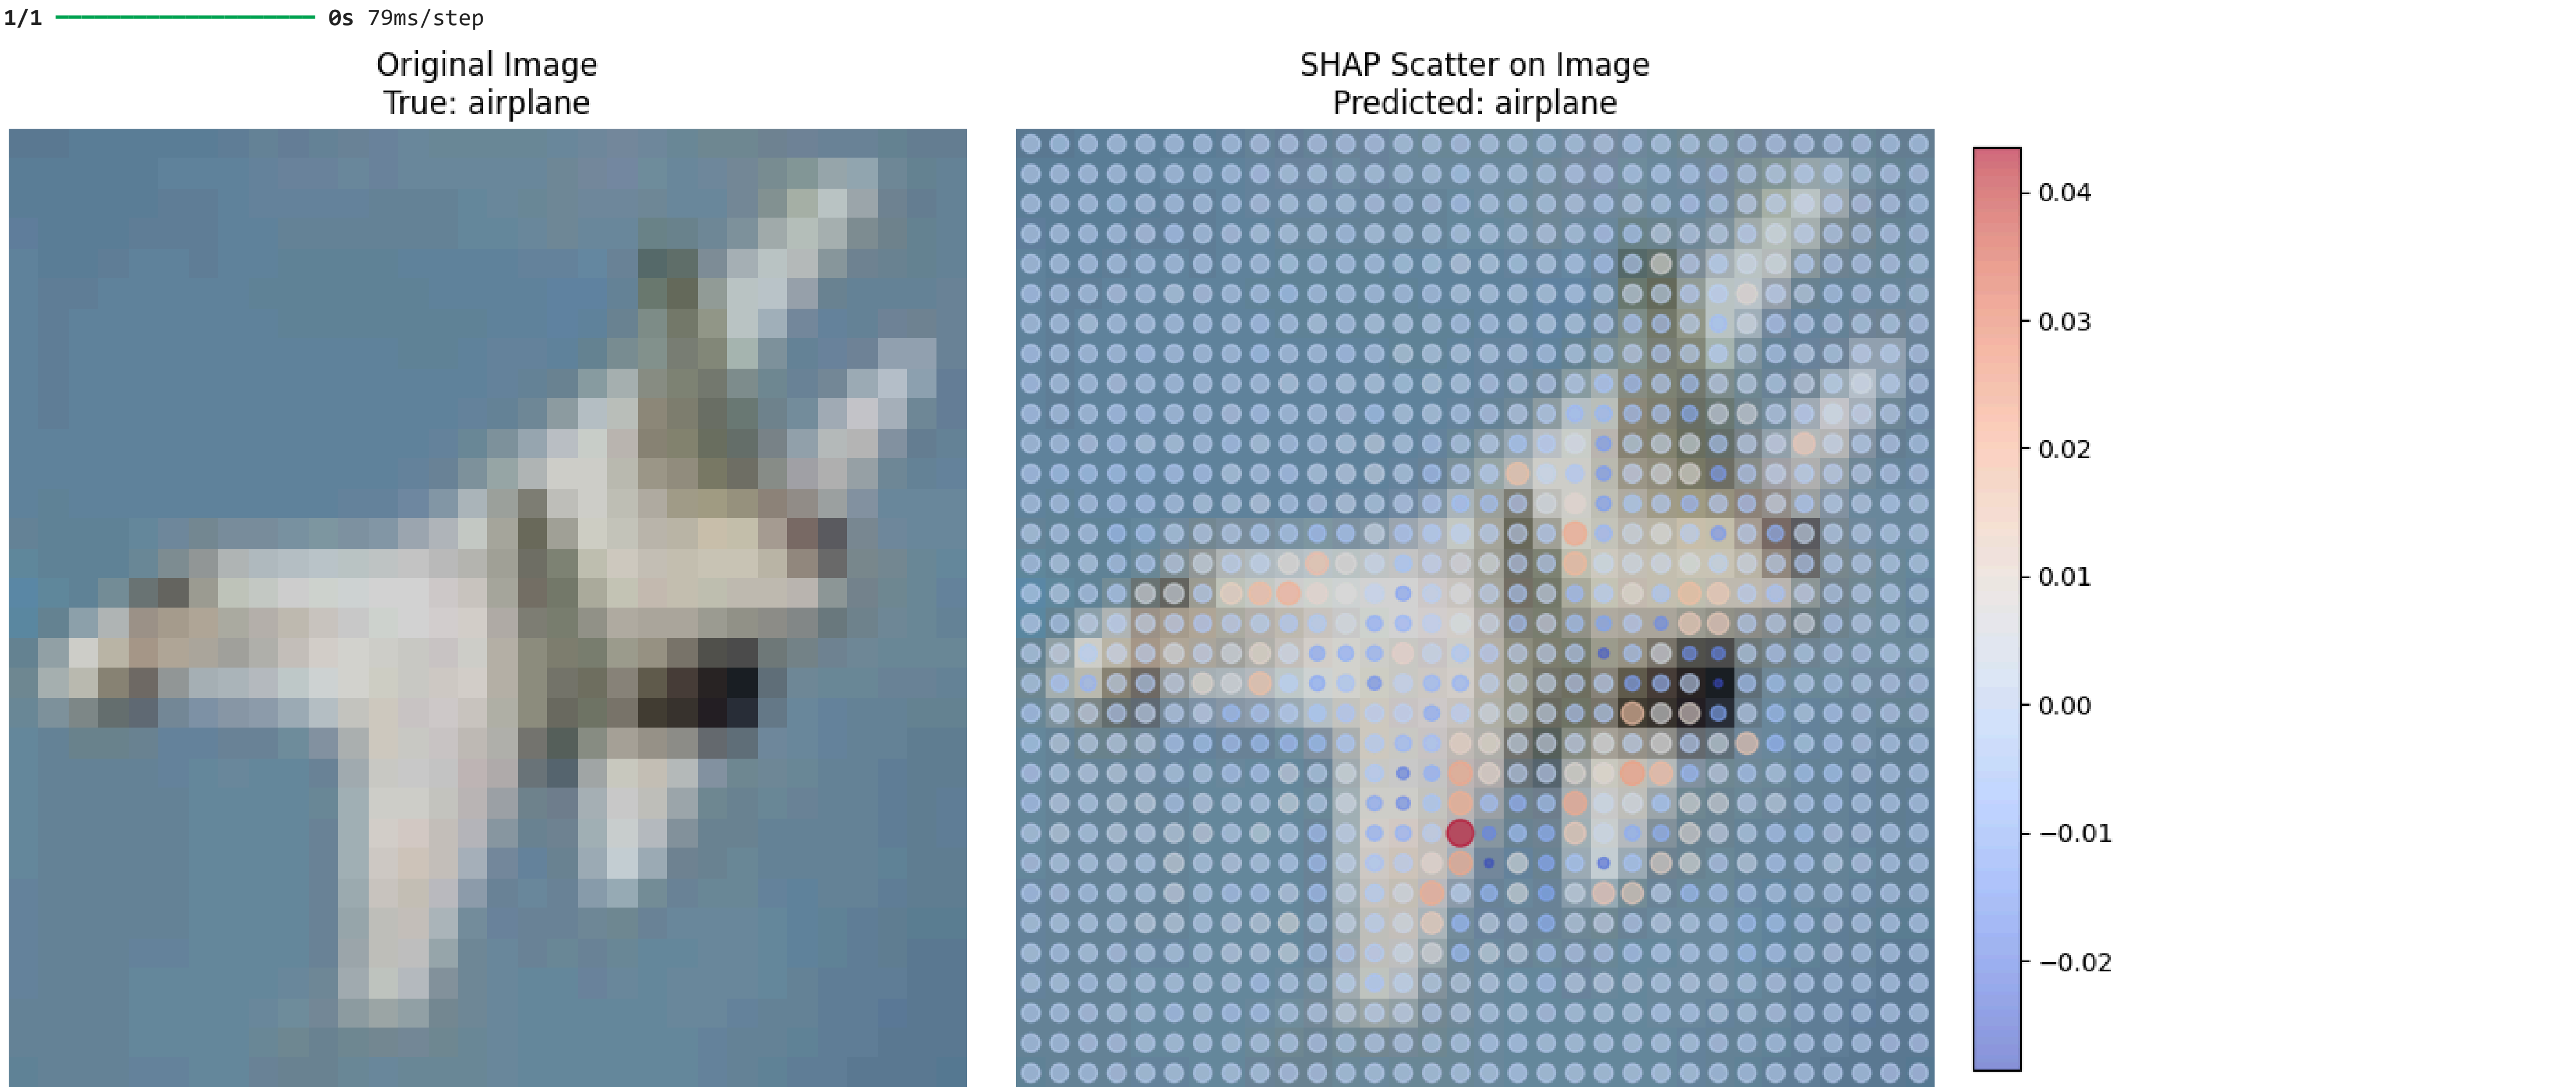 1/1 0s 79ms/step
Original Image
True: airplane
SHAP Scatter on Image
Predicted: airplane
0.04
0.03
0.02
0.01
0.00
−0.01
−0.02